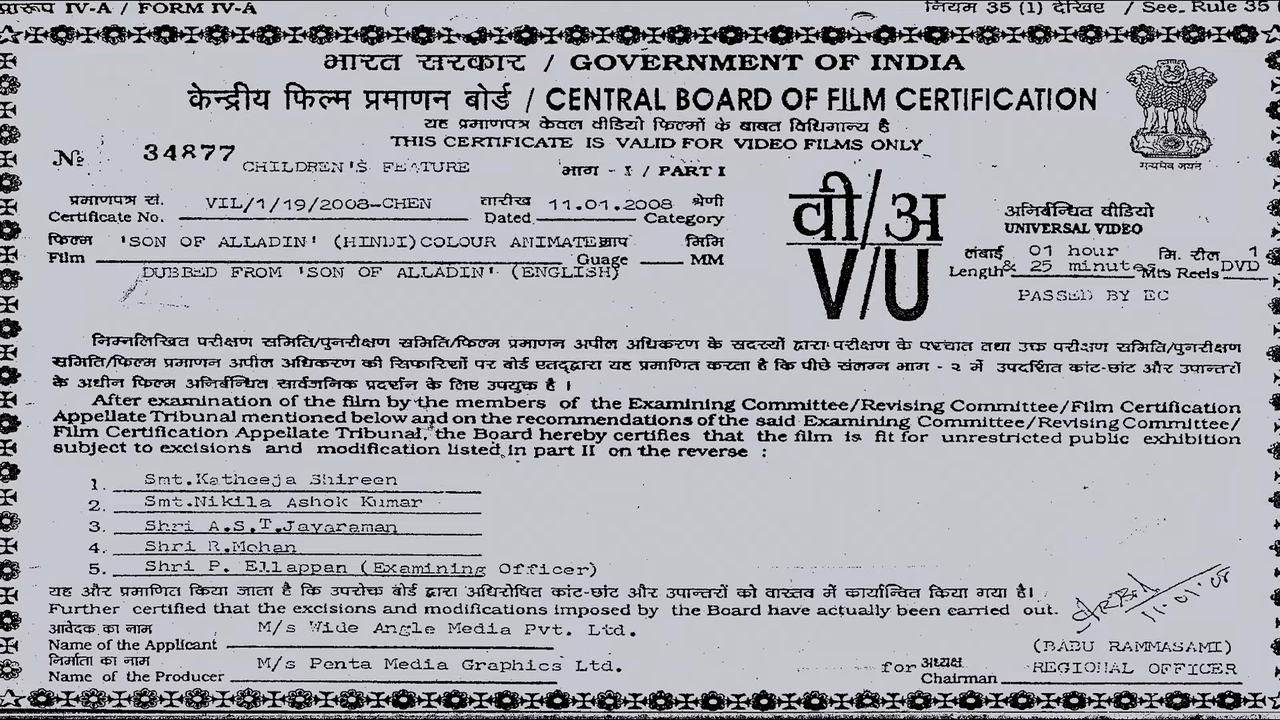 प्रारूप IV-A / FORM IV-A
नियम 35 (1) देखिए / See. Rule 35 (
भारत सरकार / GOVERNMENT OF INDIA
केन्द्रीय फिल्म प्रमाणन बोर्ड / CENTRAL BOARD OF FILM CERTIFICATION
यह प्रमाणपत्र केवल वीडियो फिल्मों के बाबत विधिमान्य है
THIS CERTIFICATE IS VALID FOR VIDEO FILMS ONLY
सत्यमेव जयते
№ 34877
CHILDREN'S FEATURE
भाग - I / PART I
प्रमाणपत्र सं. VIL/1/19/2008-CHEN तारीख 11.01.2008 श्रेणी
Certificate No. Dated Category
वी/अ
V/U
अनिर्बन्धित वीडियो
UNIVERSAL VIDEO
फिल्म 'SON OF ALLADIN' (HINDI)COLOUR ANIMATE माप मिमि
Film Guage MM
DUBBED FROM 'SON OF ALLADIN' (ENGLISH)
लंबाई 01 hour मि. रील 1
Length & 25 minute Mts Reels DVD
PASSED BY EC
निम्नलिखित परीक्षण समिति/पुनरीक्षण समिति/फिल्म प्रमाणन अपील अधिकरण के सदस्यों द्वारा परीक्षण के पश्चात तथा उक्त परीक्षण समिति/पुनरीक्षण
समिति/फिल्म प्रमाणन अपील अधिकरण की सिफारिशों पर बोर्ड एतद्द्वारा यह प्रमाणित करता है कि पीछे संलग्न भाग - २ में उपदर्शित कांट-छांट और उपान्तरों
के अधीन फिल्म अनिर्बन्धित सार्वजनिक प्रदर्शन के लिए उपयुक्त है ।
After examination of the film by the members of the Examining Committee/Revising Committee/Film Certification
Appellate Tribunal mentioned below and on the recommendations of the said Examining Committee/Revising Committee/
Film Certification Appellate Tribunal, the Board hereby certifies that the film is fit for unrestricted public exhibition
subject to excisions and modification listed in part II on the reverse :
1. Smt.Katheeja Shireen
2. Smt.Nikila Ashok Kumar
3. Shri A.S.T.Jayaraman
4. Shri R.Mohan
5. Shri P. Ellappan (Examining Officer)
यह और प्रमाणित किया जाता है कि उपरोक्त बोर्ड द्वारा अधिरोपित कांट-छांट और उपान्तरों को वास्तव में कार्यान्वित किया गया है।
Further certified that the excisions and modifications imposed by the Board have actually been carried out.
11.01.08
आवेदक का नाम M/s Wide Angle Media Pvt. Ltd.
Name of the Applicant
(BABU RAMMASAMI)
निर्माता का नाम M/s Penta Media Graphics Ltd.
Name of the Producer
for अध्यक्ष REGIONAL OFFICER
Chairman